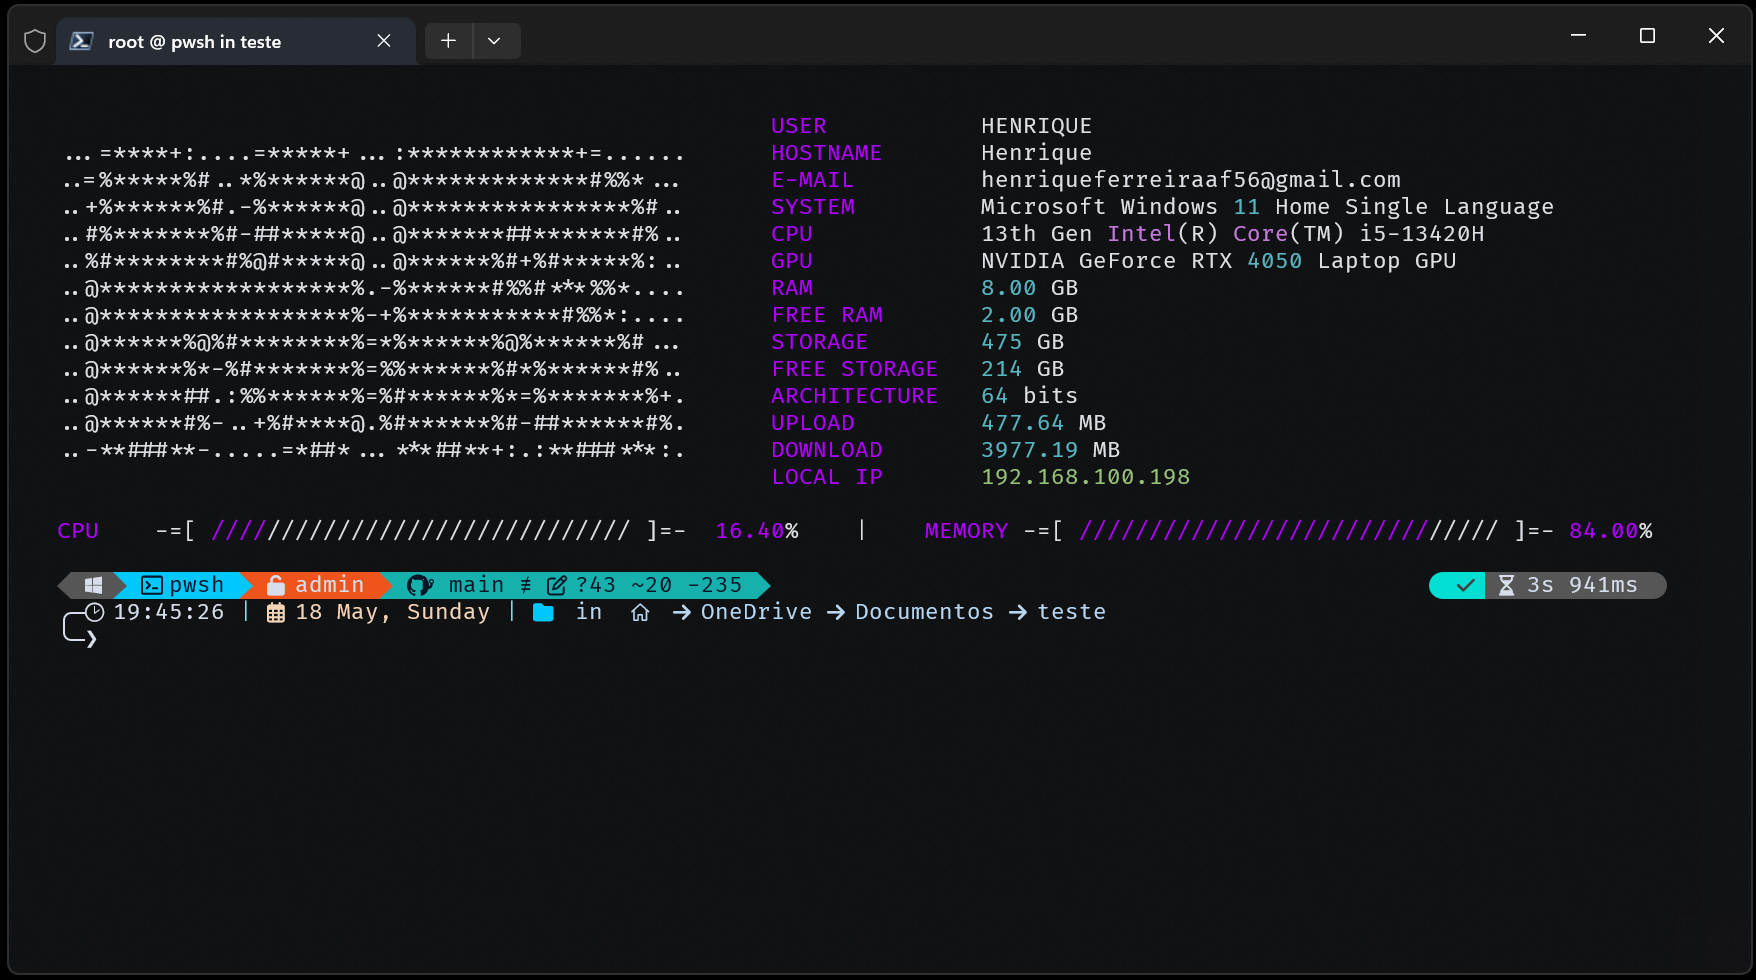 root @ pwsh in teste
USER HENRIQUE
...=****+:....=*****+...:************+=......
HOSTNAME Henrique
..=%*****%#..*%******@..@*************#%%*...
E-MAIL henriqueferreiraaf56@gmail.com
..+%******%#.-%******@..@****************%#..
SYSTEM Microsoft Windows 11 Home Single Language
..#%*******%#-##*****@..@*******##*******#%..
CPU 13th Gen Intel(R) Core(TM) i5-13420H
..%#********#%@#*****@..@******%#+%#*****%:..
GPU NVIDIA GeForce RTX 4050 Laptop GPU
..@******************%.-%******#%%#***%%*....
RAM 8.00 GB
..@******************%-+%***********#%%*:....
FREE RAM 2.00 GB
..@******%@%#********%=*%******%@%******%#...
STORAGE 475 GB
..@******%*-%#*******%=%%******%#*%******#%..
FREE STORAGE 214 GB
..@******##.:%%******%=%#******%*=%*******%+.
ARCHITECTURE 64 bits
..@******#%-..+%#****@.%#******%#-##******#%.
UPLOAD 477.64 MB
..-**###**-.....=*##*...***##**+:.:**###***:.
DOWNLOAD 3977.19 MB
LOCAL IP 192.168.100.198
CPU -=[ ////////////////////////////// ]=- 16.40% | MEMORY -=[ ////////////////////////////// ]=- 84.00%
pwsh admin main ≢ ?43 ~20 -235 ✓ 3s 941ms
19:45:26 | 18 May, Sunday | in → OneDrive → Documentos → teste
❯